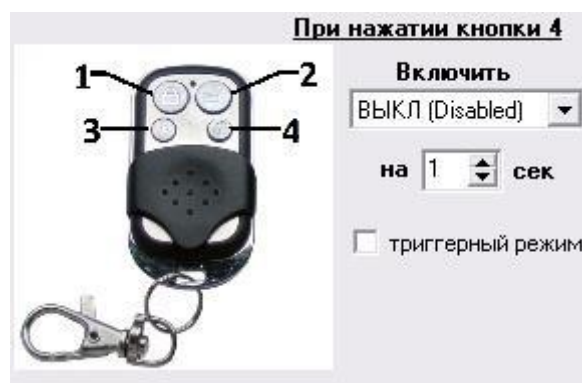 При нажатии кнопки 4
1
2
3
4
Включить
ВЫКЛ (Disabled)
на 1 сек
триггерный режим